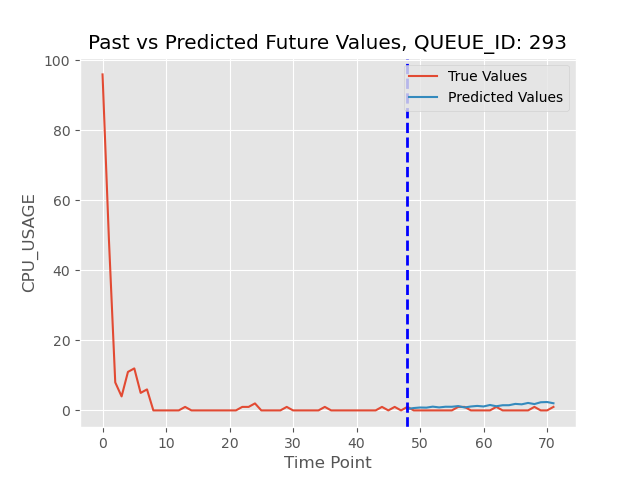 Past vs Predicted Future Values, QUEUE_ID: 293
True Values
Predicted Values
100
80
60
40
20
0
CPU_USAGE
0 10 20 30 40 50 60 70
Time Point